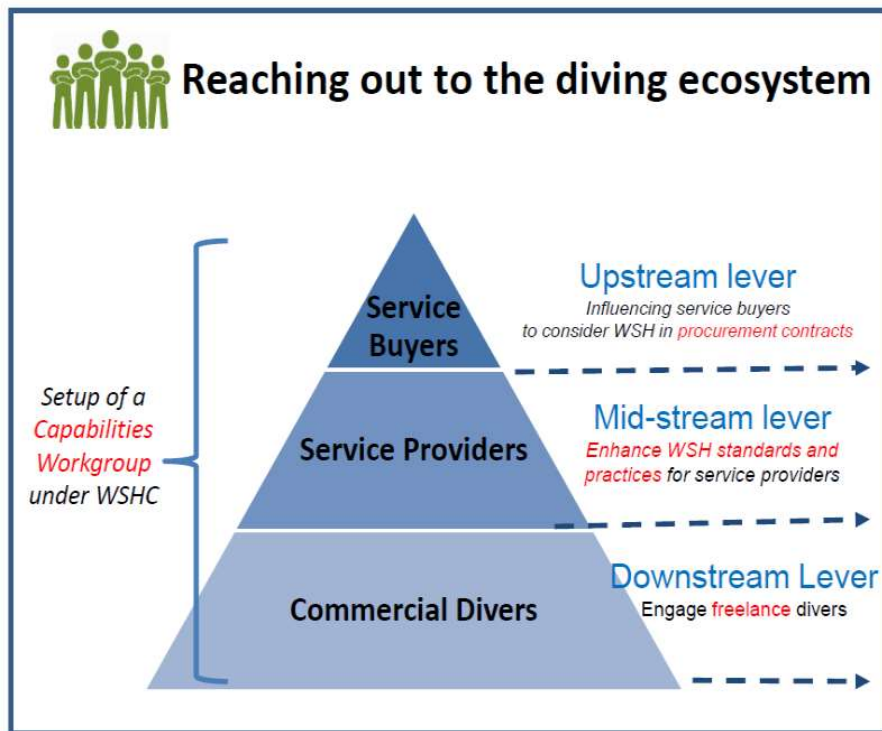 Reaching out to the diving ecosystem
Service
Buyers
Upstream lever
Influencing service buyers
to consider WSH in procurement contracts
Setup of a
Capabilities
Workgroup
under WSHC
Service Providers
Mid-stream lever
Enhance WSH standards and
practices for service providers
Commercial Divers
Downstream Lever
Engage freelance divers